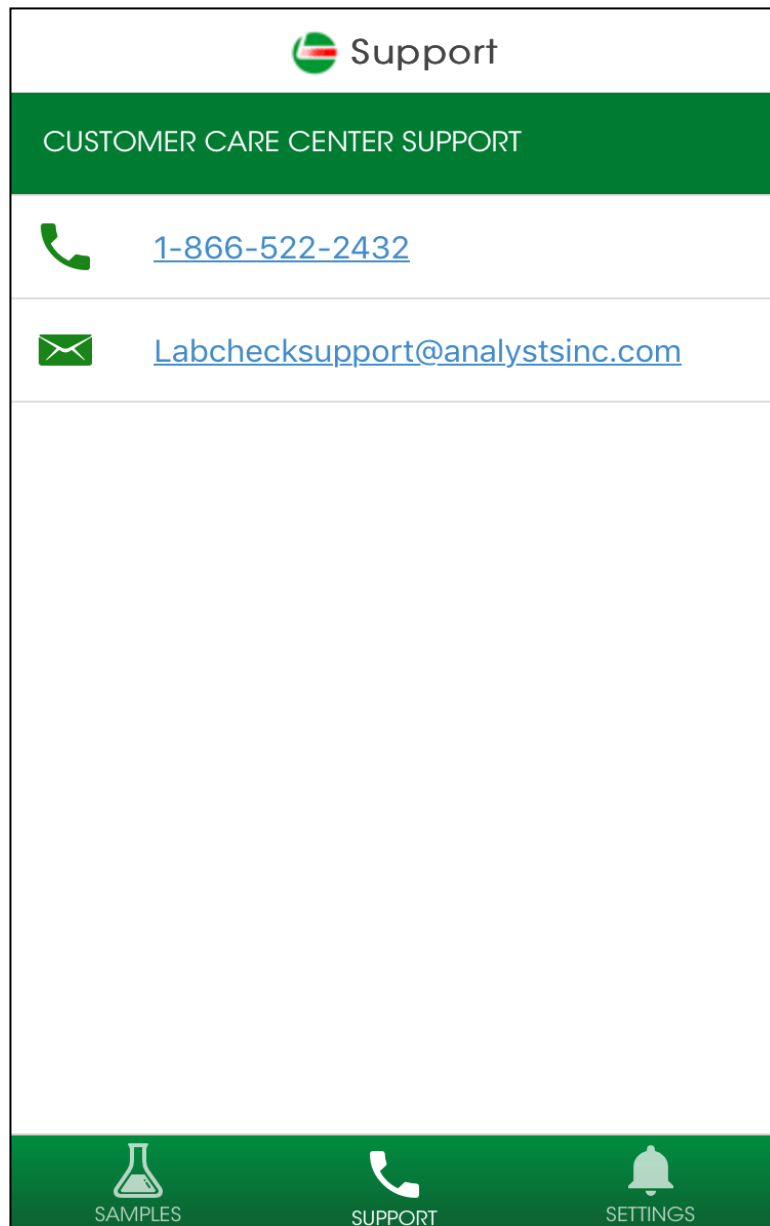 Support
CUSTOMER CARE CENTER SUPPORT
1-866-522-2432
Labchecksupport@analystsinc.com
SAMPLES SUPPORT SETTINGS